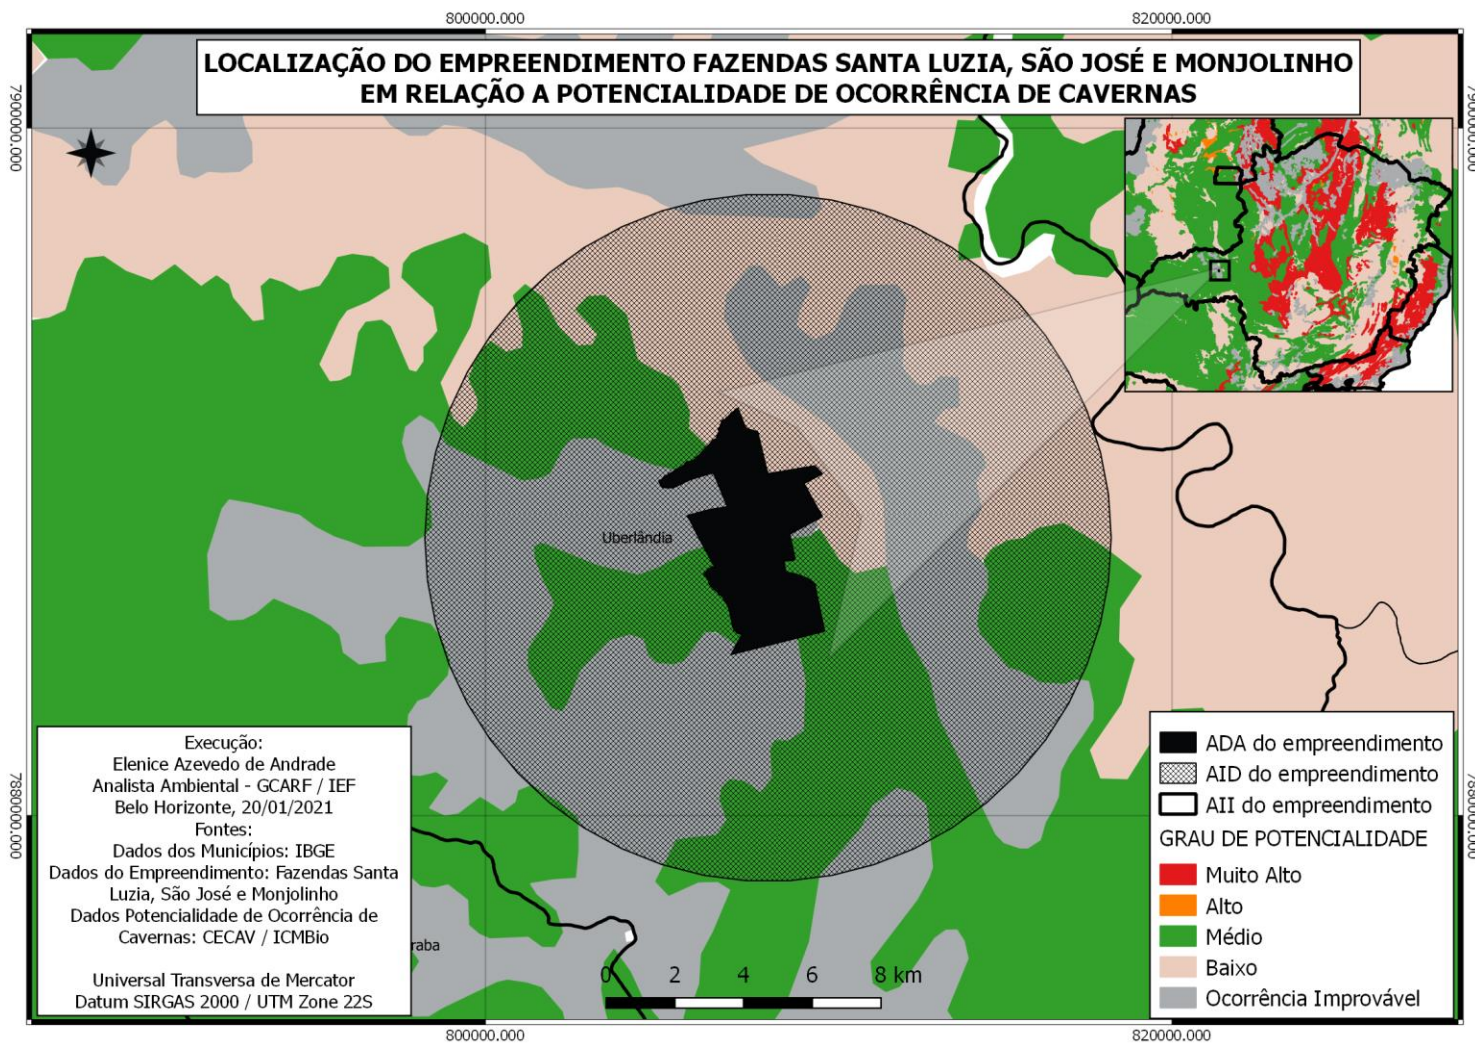 800000.000
820000.000
LOCALIZAÇÃO DO EMPREENDIMENTO FAZENDAS SANTA LUZIA, SÃO JOSÉ E MONJOLINHO
EM RELAÇÃO A POTENCIALIDADE DE OCORRÊNCIA DE CAVERNAS
7900000.000
7900000.000
Uberlândia
Execução:
Elenice Azevedo de Andrade
Analista Ambiental - GCARF / IEF
Belo Horizonte, 20/01/2021
Fontes:
Dados dos Municípios: IBGE
Dados do Empreendimento: Fazendas Santa
Luzia, São José e Monjolinho
Dados Potencialidade de Ocorrência de
Cavernas: CECAV / ICMBio
Universal Transversa de Mercator
Datum SIRGAS 2000 / UTM Zone 22S
raba
0 2 4 6 8 km
ADA do empreendimento
AID do empreendimento
AII do empreendimento
GRAU DE POTENCIALIDADE
Muito Alto
Alto
Médio
Baixo
Ocorrência Improvável
7880000.000
7880000.000
800000.000
820000.000